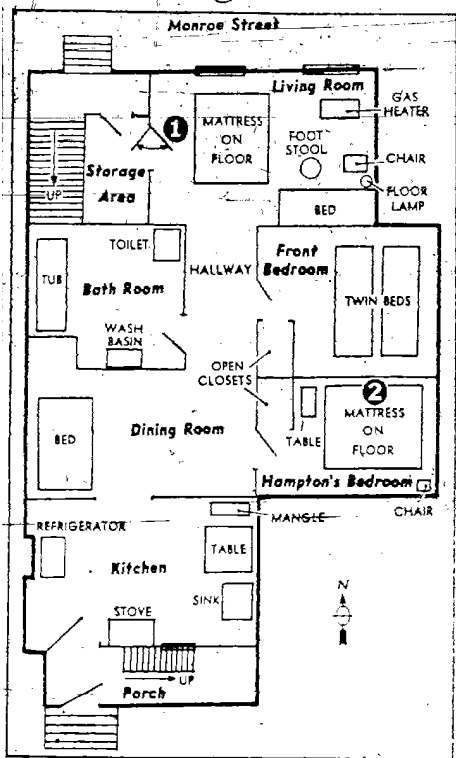 Monroe Street
Living Room
GAS
HEATER
1
MATTRESS
ON
FLOOR
FOOT
STOOL
CHAIR
FLOOR
LAMP
Storage
Area
UP
BED
TOILET
HALLWAY
Front
Bedroom
TUB
Bath Room
TWIN BEDS
WASH
BASIN
OPEN
CLOSETS
2
BED
Dining Room
TABLE
MATTRESS
ON
FLOOR
Hampton's Bedroom
CHAIR
MANGLE
REFRIGERATOR
TABLE
Kitchen
SINK
N
STOVE
UP
Porch